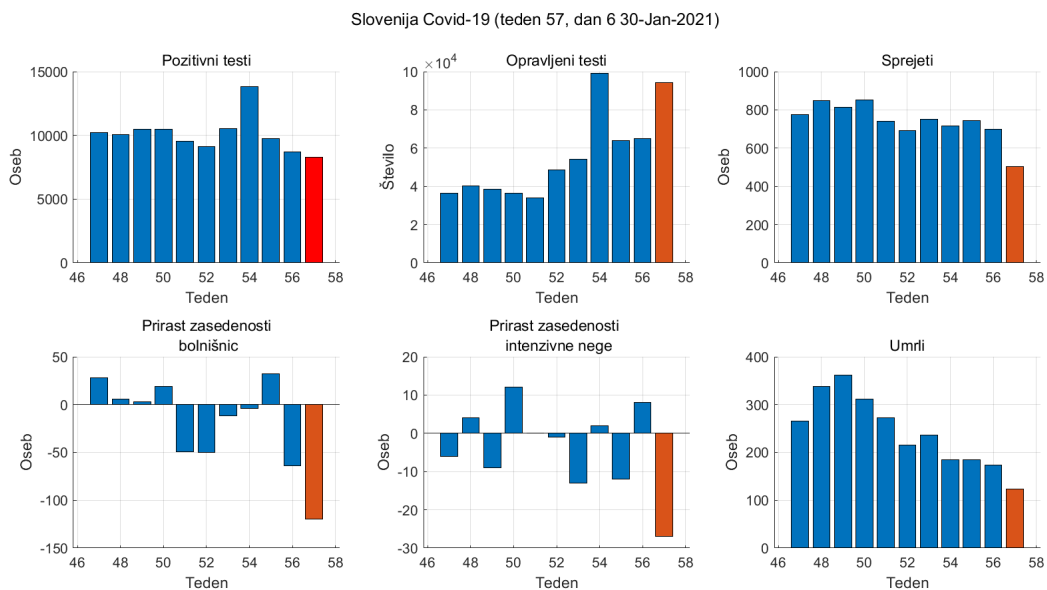 Slovenija Covid-19 (teden 57, dan 6 30-Jan-2021)
Pozitivni testi
15000
10000
5000
0
Oseb
46 48 50 52 54 56 58
Teden
Opravljeni testi
×10^4
10
8
6
4
2
0
Število
46 48 50 52 54 56 58
Teden
Sprejeti
1000
800
600
400
200
0
Oseb
46 48 50 52 54 56 58
Teden
Prirast zasedenosti
bolnišnic
50
0
-50
-100
-150
Oseb
46 48 50 52 54 56 58
Teden
Prirast zasedenosti
intenzivne nege
20
10
0
-10
-20
-30
Oseb
46 48 50 52 54 56 58
Teden
Umrli
400
300
200
100
0
Oseb
46 48 50 52 54 56 58
Teden